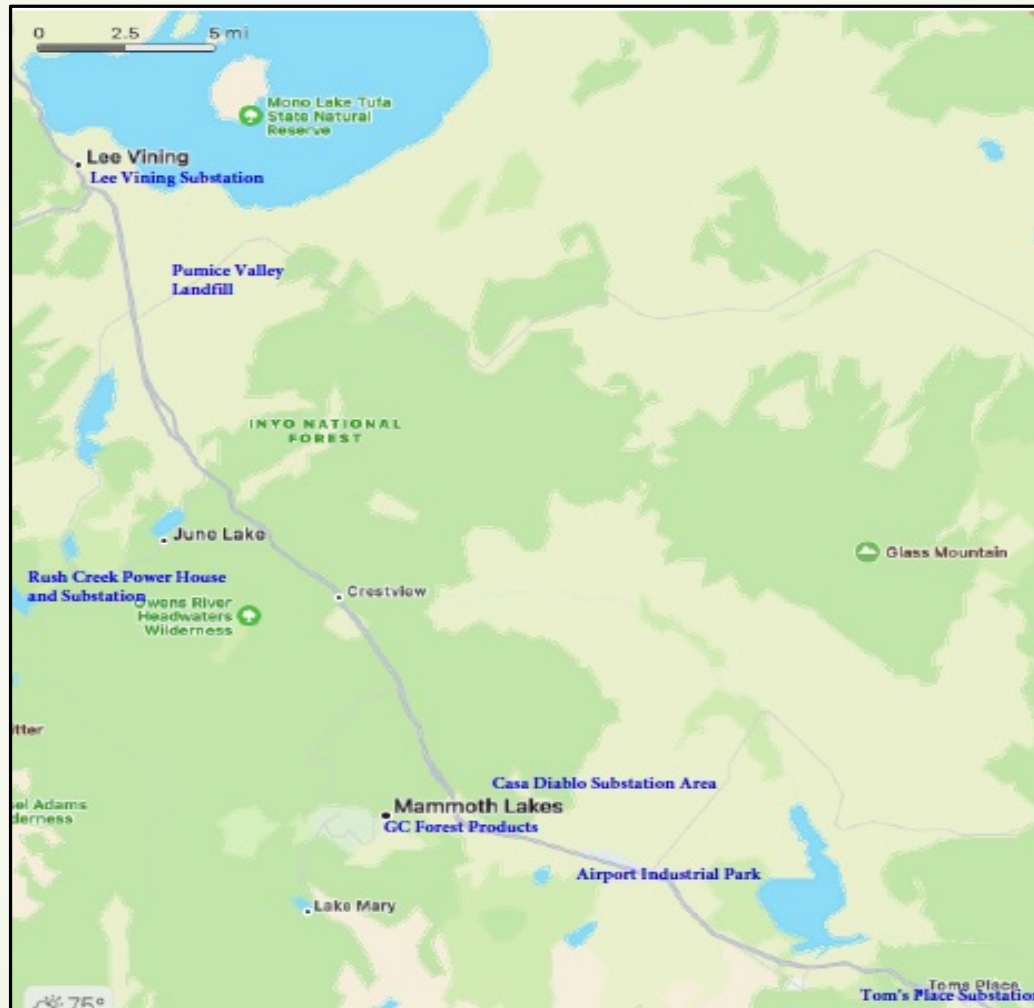 0 2.5 5 mi
Mono Lake Tufa
State Natural
Reserve
Lee Vining
Lee Vining Substation
Pumice Valley
Landfill
INYO NATIONAL
FOREST
June Lake
Glass Mountain
Rush Creek Power House
and Substation
Crestview
Owens River
Headwaters
Wilderness
itter
Casa Diablo Substation Area
el Adams
derness
Mammoth Lakes
GC Forest Products
Airport Industrial Park
Lake Mary
Toms Place
Tom's Place Substation
75°